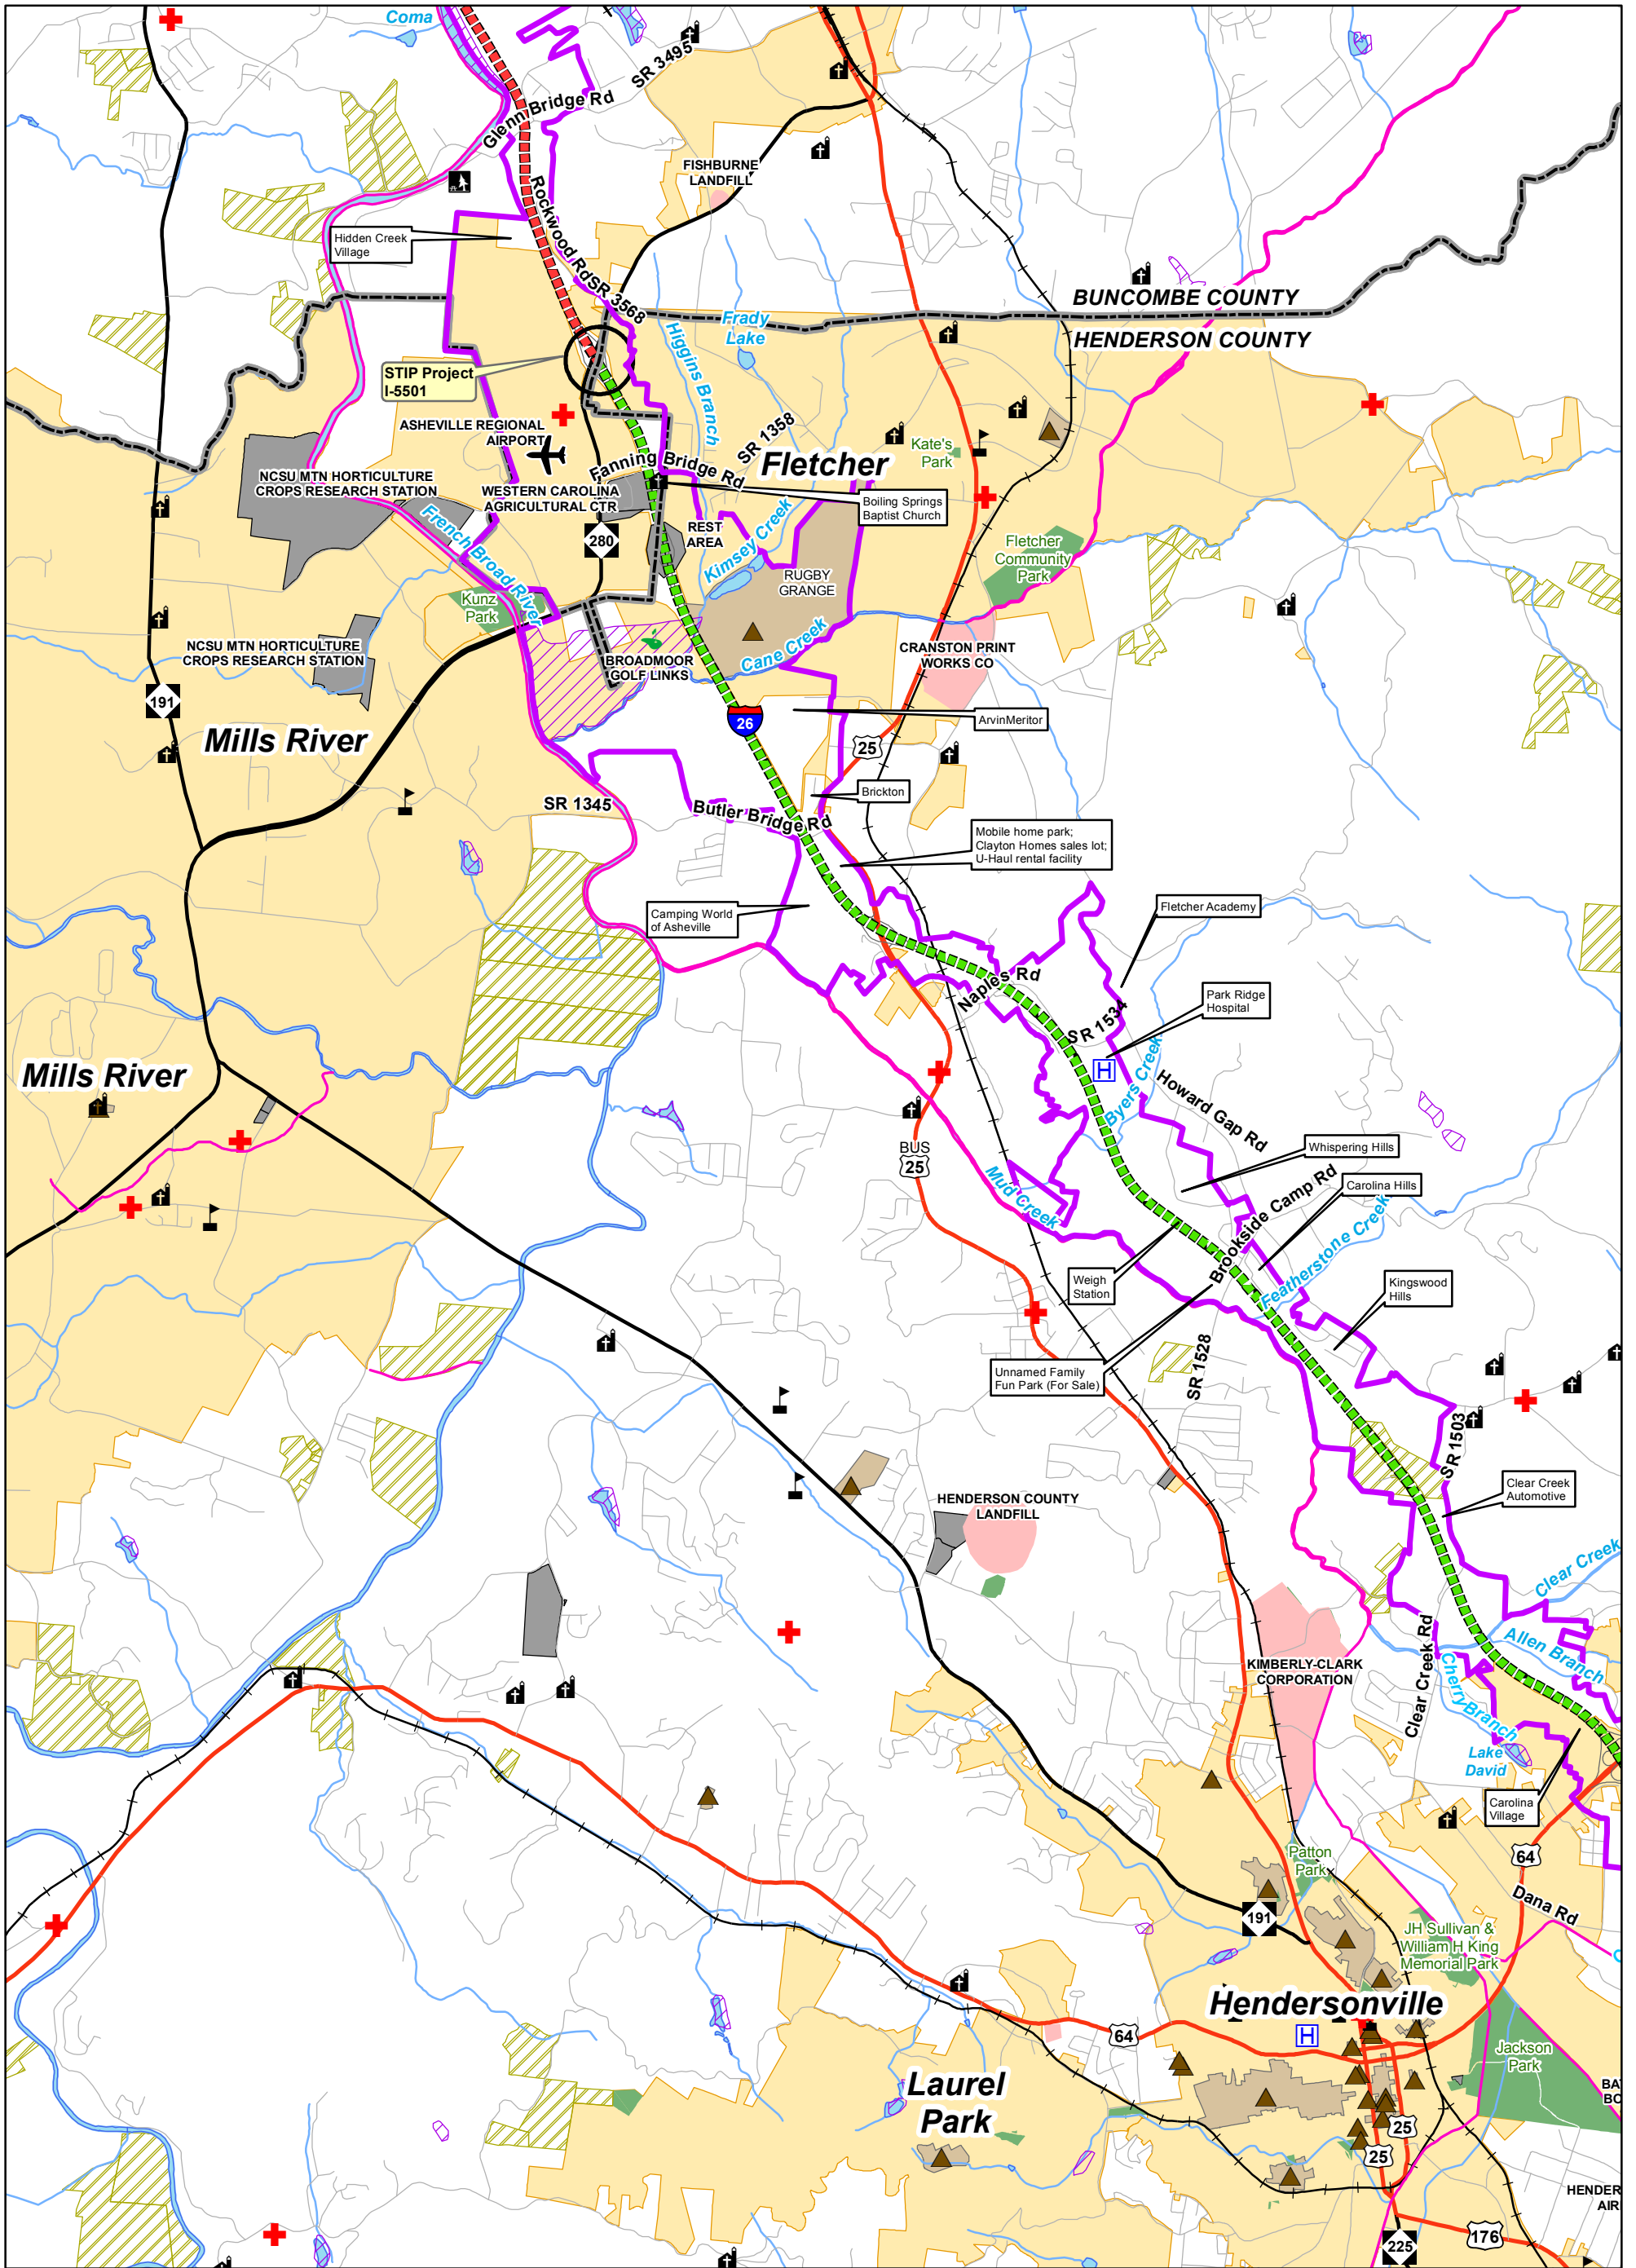 Coma
SR 3495
Glenn Bridge Rd
FISHBURNE
LANDFILL
Rockwood Rd
SR 3568
Hidden Creek
Village
BUNCOMBE COUNTY
HENDERSON COUNTY
Frady
Lake
Higgins Branch
STIP Project
I-5501
ASHEVILLE REGIONAL
AIRPORT
SR 1358
Kate's
Park
Fletcher
Fanning Bridge Rd
NCSU MTN HORTICULTURE
CROPS RESEARCH STATION
WESTERN CAROLINA
AGRICULTURAL CTR
Boiling Springs
Baptist Church
French Broad River
280
REST
AREA
Kimsey Creek
RUGBY
GRANGE
Fletcher
Community
Park
Kunz
Park
NCSU MTN HORTICULTURE
CROPS RESEARCH STATION
BROADMOOR
GOLF LINKS
Cane Creek
CRANSTON PRINT
WORKS CO
191
26
ArvinMeritor
Mills River
25
Brickton
SR 1345
Butler Bridge Rd
Mobile home park;
Clayton Homes sales lot;
U-Haul rental facility
Camping World
of Asheville
Fletcher Academy
Naples Rd
Park Ridge
Hospital
SR 1534
H
Mills River
Byers Creek
Howard Gap Rd
BUS
25
Whispering Hills
Mud Creek
Carolina Hills
Brookside Camp Rd
Featherstone Creek
Weigh
Station
Kingswood
Hills
SR 1528
Unnamed Family
Fun Park (For Sale)
SR 1503
Clear Creek
Automotive
HENDERSON COUNTY
LANDFILL
Clear Creek
Allen Branch
KIMBERLY-CLARK
CORPORATION
Clear Creek Rd
Cherry Branch
Lake
David
Carolina
Village
64
Patton
Park
Dana Rd
191
JH Sullivan &
William H King
Memorial Park
Hendersonville
64
H
Jackson
Park
Laurel
Park
BAT
BO
25
25
HENDER
AIR
176
225